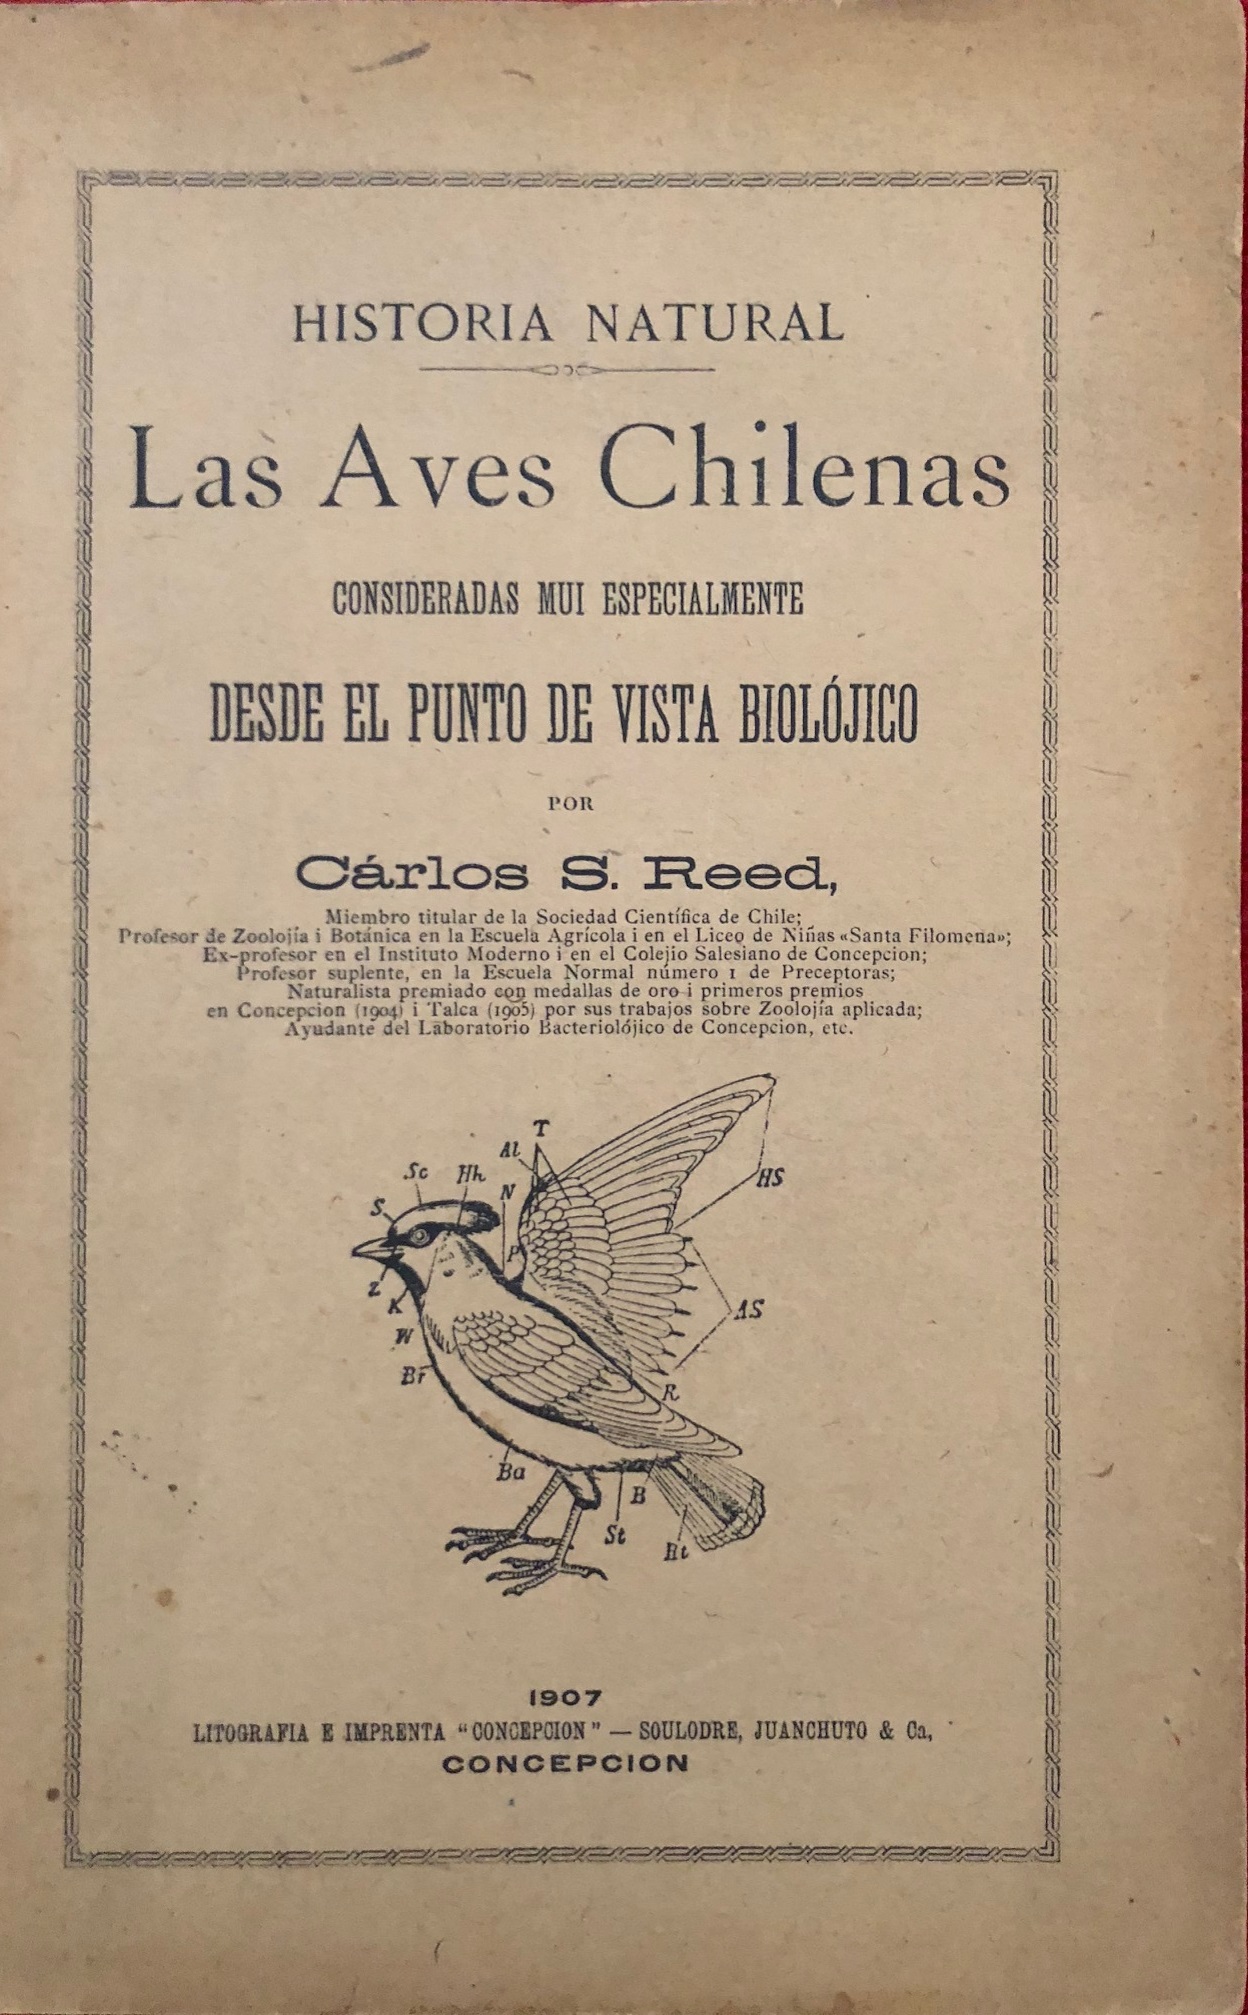 HISTORIA NATURAL
Las Aves Chilenas
CONSIDERADAS MUI ESPECIALMENTE
DESDE EL PUNTO DE VISTA BIOLÓJICO
POR
Cárlos S. Reed,
Miembro titular de la Sociedad Científica de Chile;
Profesor de Zoolojía i Botánica en la Escuela Agrícola i en el Liceo de Niñas «Santa Filomena»;
Ex-profesor en el Instituto Moderno i en el Colejio Salesiano de Concepcion;
Profesor suplente, en la Escuela Normal número 1 de Preceptoras;
Naturalista premiado con medallas de oro i primeros premios
en Concepcion (1904) i Talca (1905) por sus trabajos sobre Zoolojía aplicada;
Ayudante del Laboratorio Bacteriolójico de Concepcion, etc.
T
Al
Sc
Hh
HS
N
S
P
Z
K
AS
W
Br
R
Ba
B
St
1907
LITOGRAFIA E IMPRENTA "CONCEPCION" — SOULODRE, JUANCHUTO & Ca,
CONCEPCION